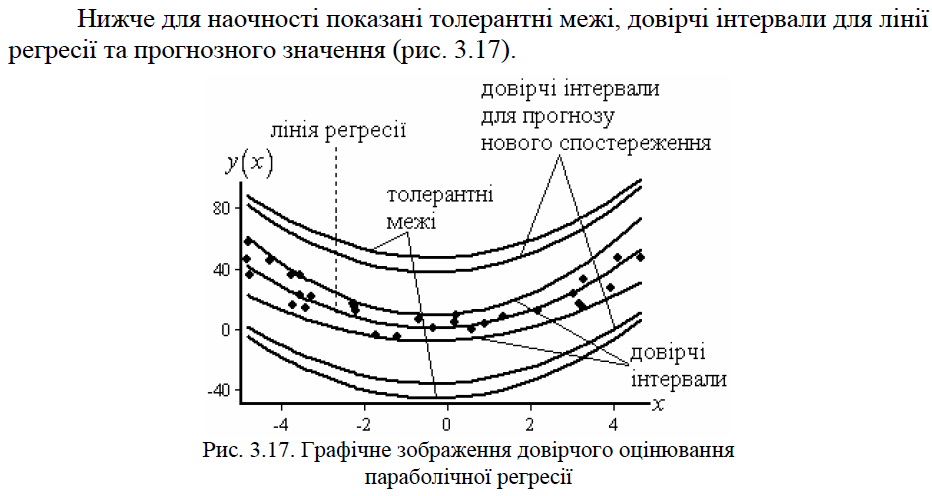 Нижче для наочності показані толерантні межі, довірчі інтервали для лінії
регресії та прогнозного значення (рис. 3.17).
довірчі інтервали
для прогнозу
нового спостереження
лінія регресії
y(x)
толерантні
межі
80
40
0
-40
довірчі
інтервали
x
-4 -2 0 2 4
Рис. 3.17. Графічне зображення довірчого оцінювання
параболічної регресії